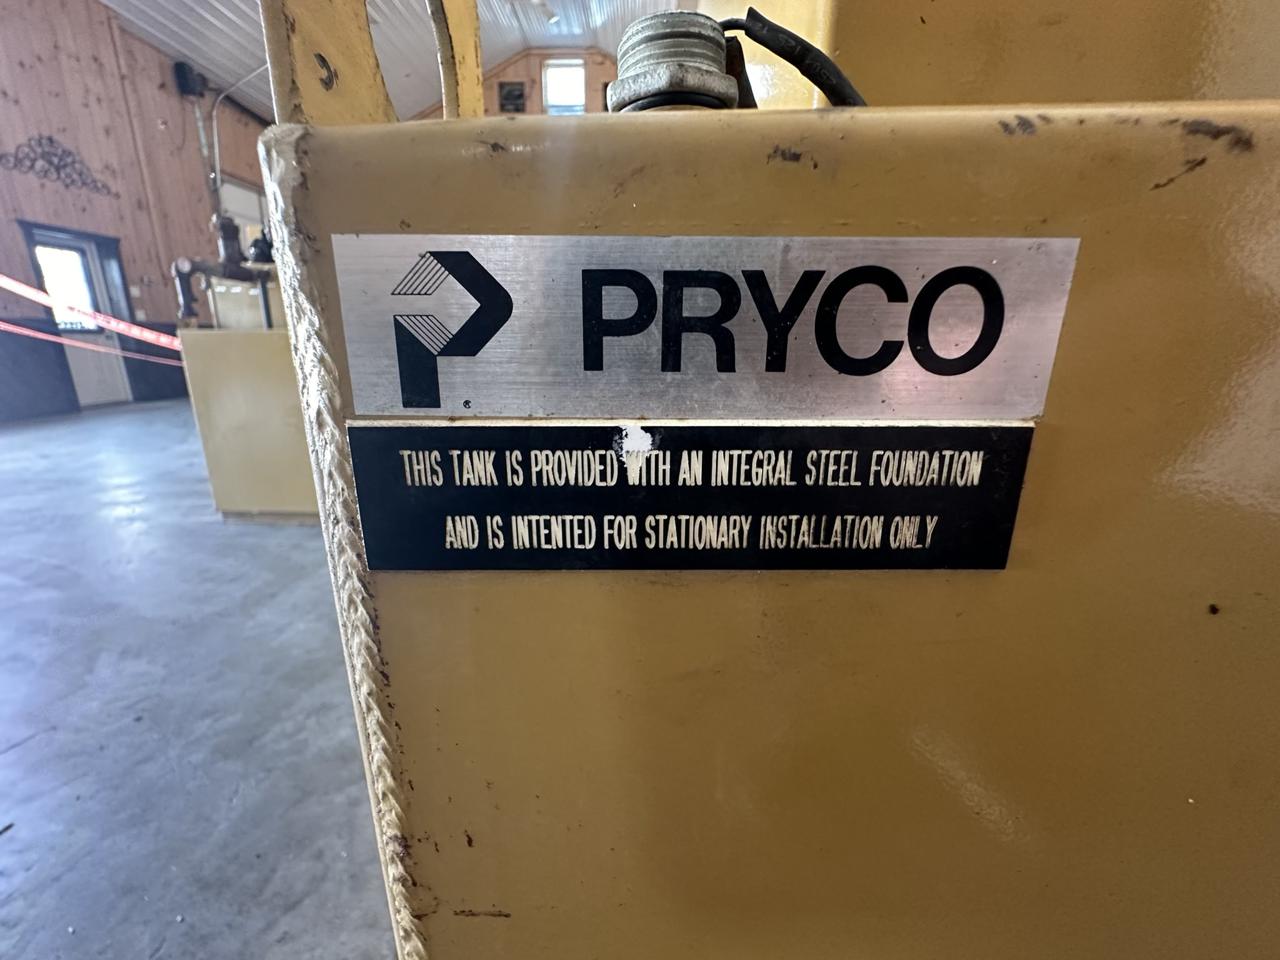 PRYCO
®
THIS TANK IS PROVIDED WITH AN INTEGRAL STEEL FOUNDATION
AND IS INTENTED FOR STATIONARY INSTALLATION ONLY